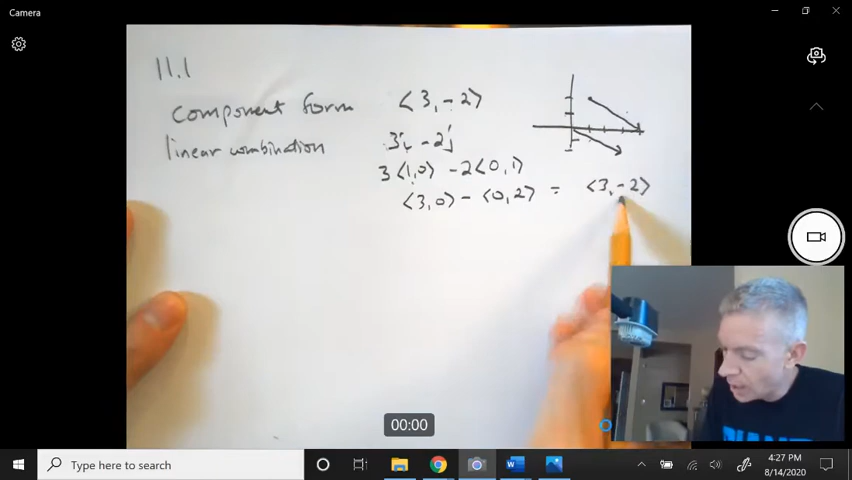 Camera
11.1
component form <3, -2>
linear combination 3i - 2j
3<1,0> - 2<0,1>
<3,0> - <0,2> = <3,-2>
00:00
Type here to search
4:27 PM
8/14/2020